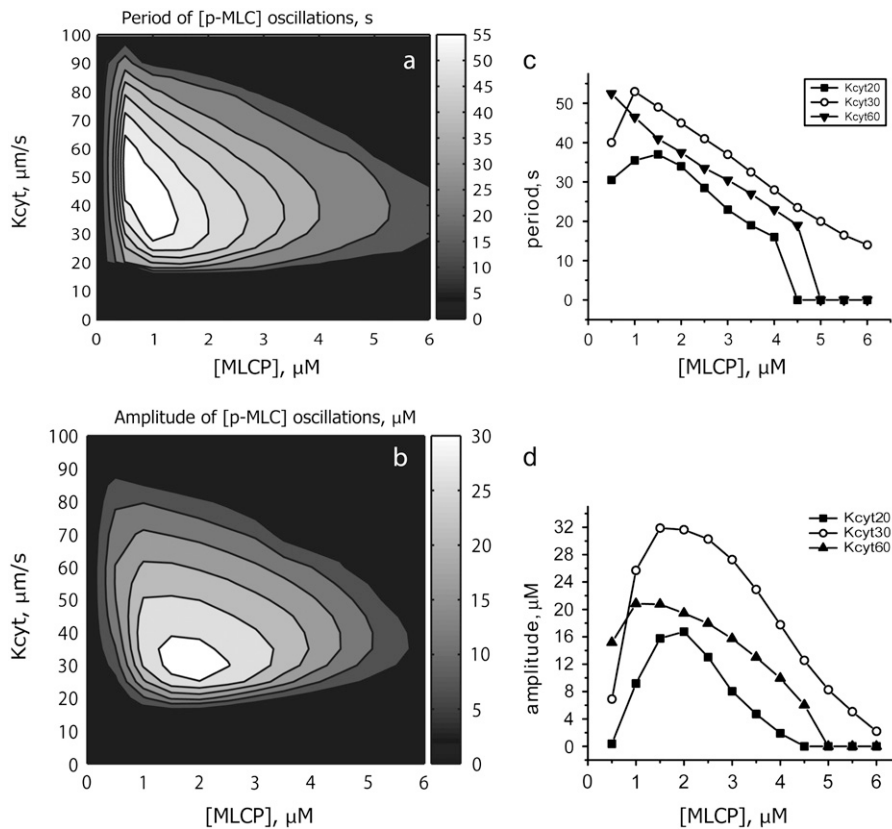 Period of [p-MLC] oscillations, s
a
Kcyt, µm/s
100
90
80
70
60
50
40
30
20
10
0
0 1 2 3 4 5 6
[MLCP], µM
55
50
45
40
35
30
25
20
15
10
5
0
c
Kcyt20
Kcyt30
Kcyt60
period,s
50
40
30
20
10
0
0 1 2 3 4 5 6
[MLCP], µM
Amplitude of [p-MLC] oscillations, µM
b
Kcyt, µm/s
100
90
80
70
60
50
40
30
20
10
0
0 1 2 3 4 5 6
[MLCP], µM
30
25
20
15
10
5
0
d
Kcyt20
Kcyt30
Kcyt60
amplitude,µM
32
28
24
20
16
12
8
4
0
0 1 2 3 4 5 6
[MLCP], µM